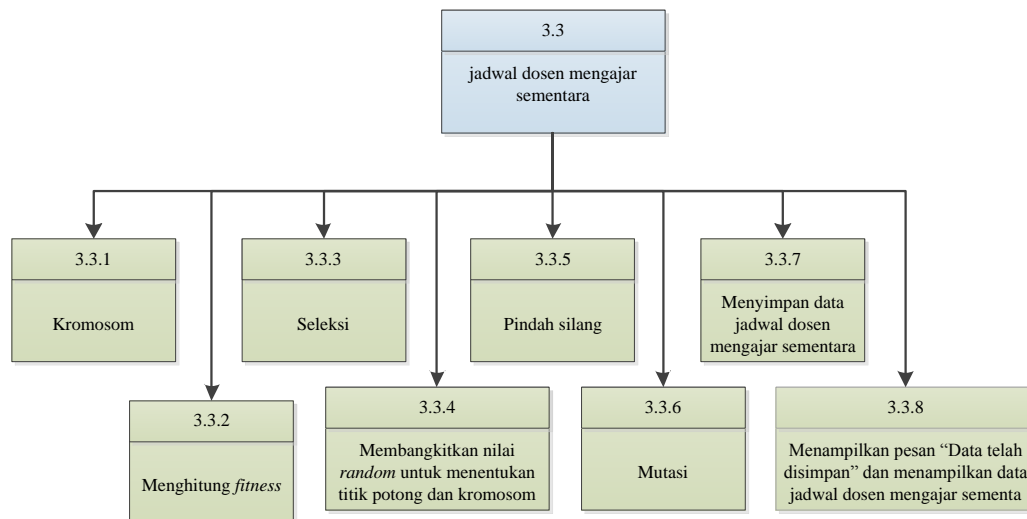 3.3
jadwal dosen mengajar
sementara
3.3.1
Kromosom
3.3.3
Seleksi
3.3.5
Pindah silang
3.3.7
Menyimpan data
jadwal dosen
mengajar sementara
3.3.2
Menghitung fitness
3.3.4
Membangkitkan nilai
random untuk menentukan
titik potong dan kromosom
3.3.6
Mutasi
3.3.8
Menampilkan pesan “Data telah
disimpan” dan menampilkan data
jadwal dosen mengajar sementa